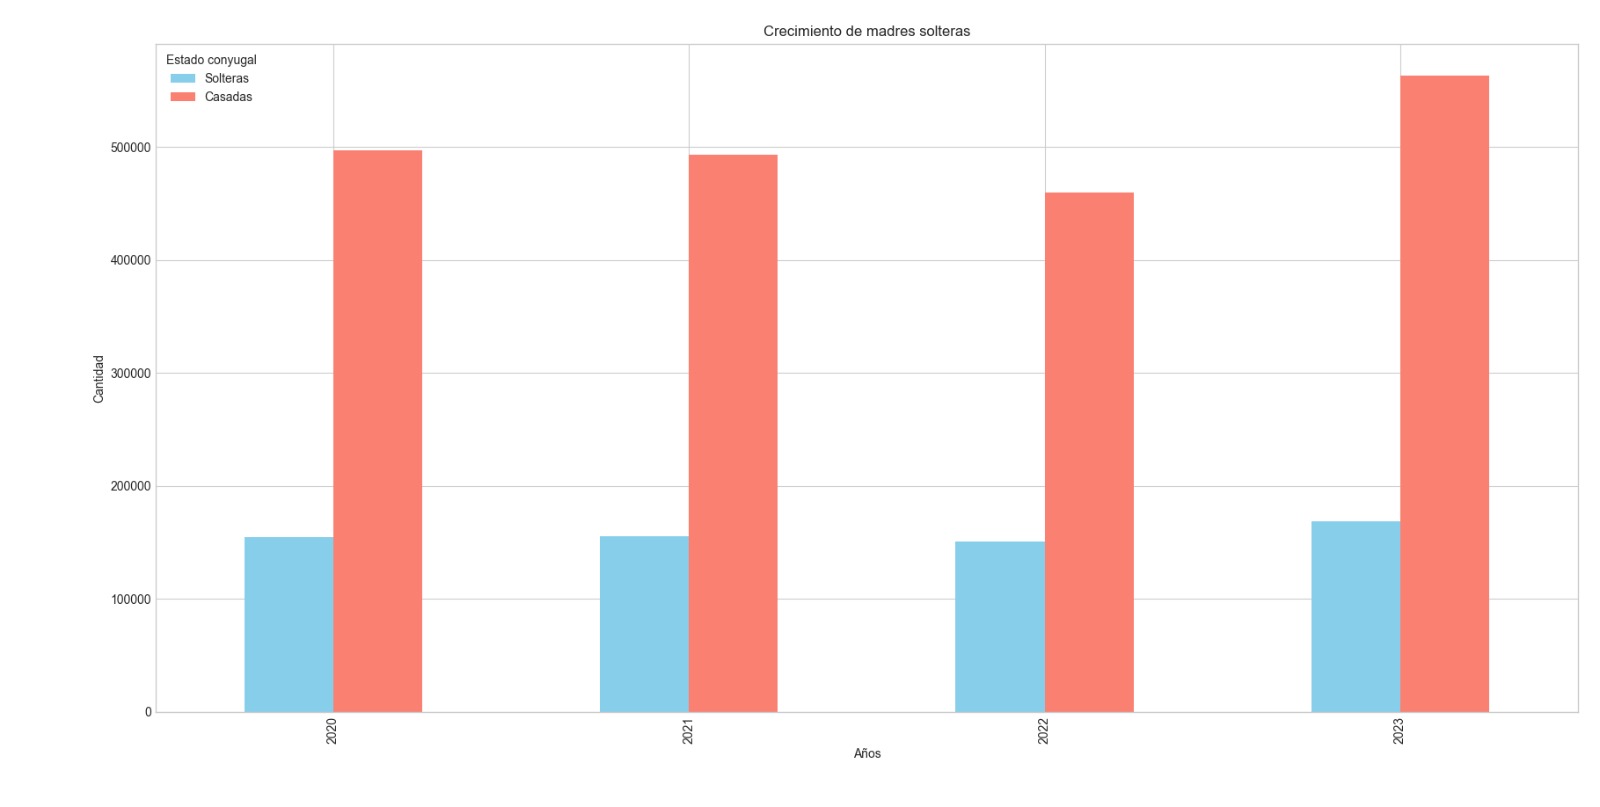 Crecimiento de madres solteras
Estado conyugal
Solteras
Casadas
500000
400000
300000
200000
100000
0
Cantidad
2020
2021
2022
2023
Años